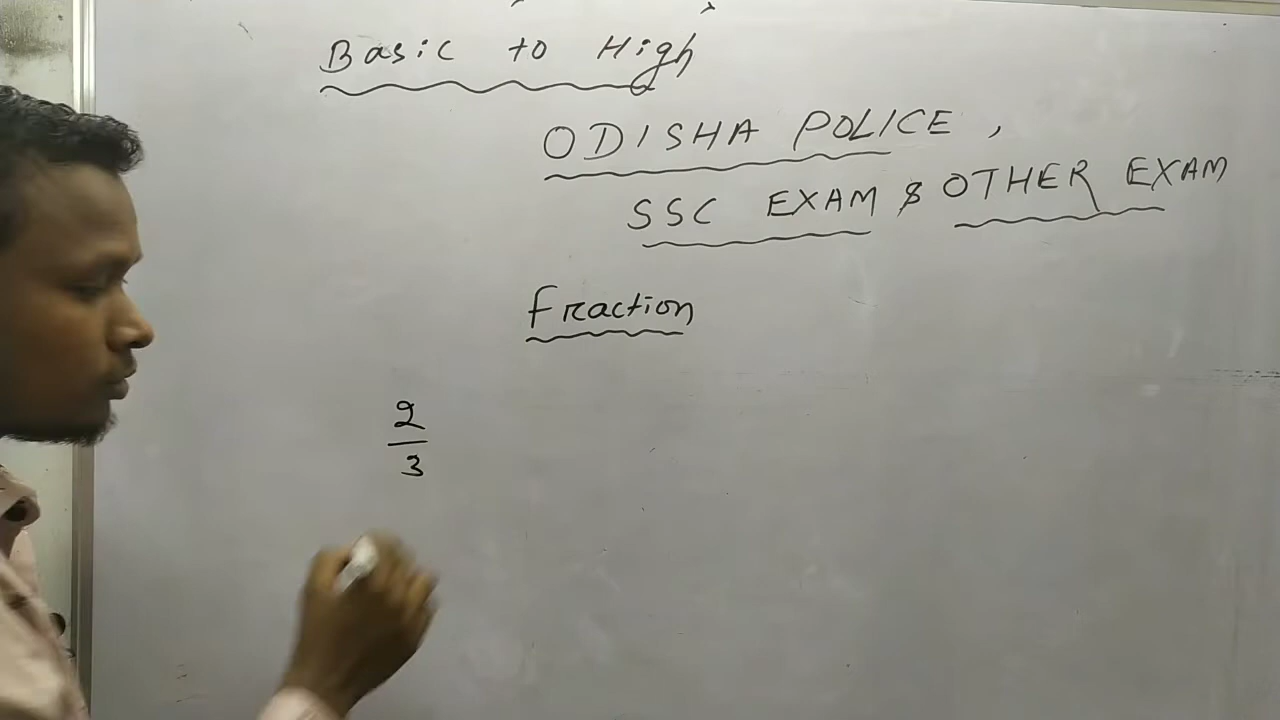 Basic to High
ODISHA POLICE ,
SSC EXAM & OTHER EXAM
Fraction
2
3